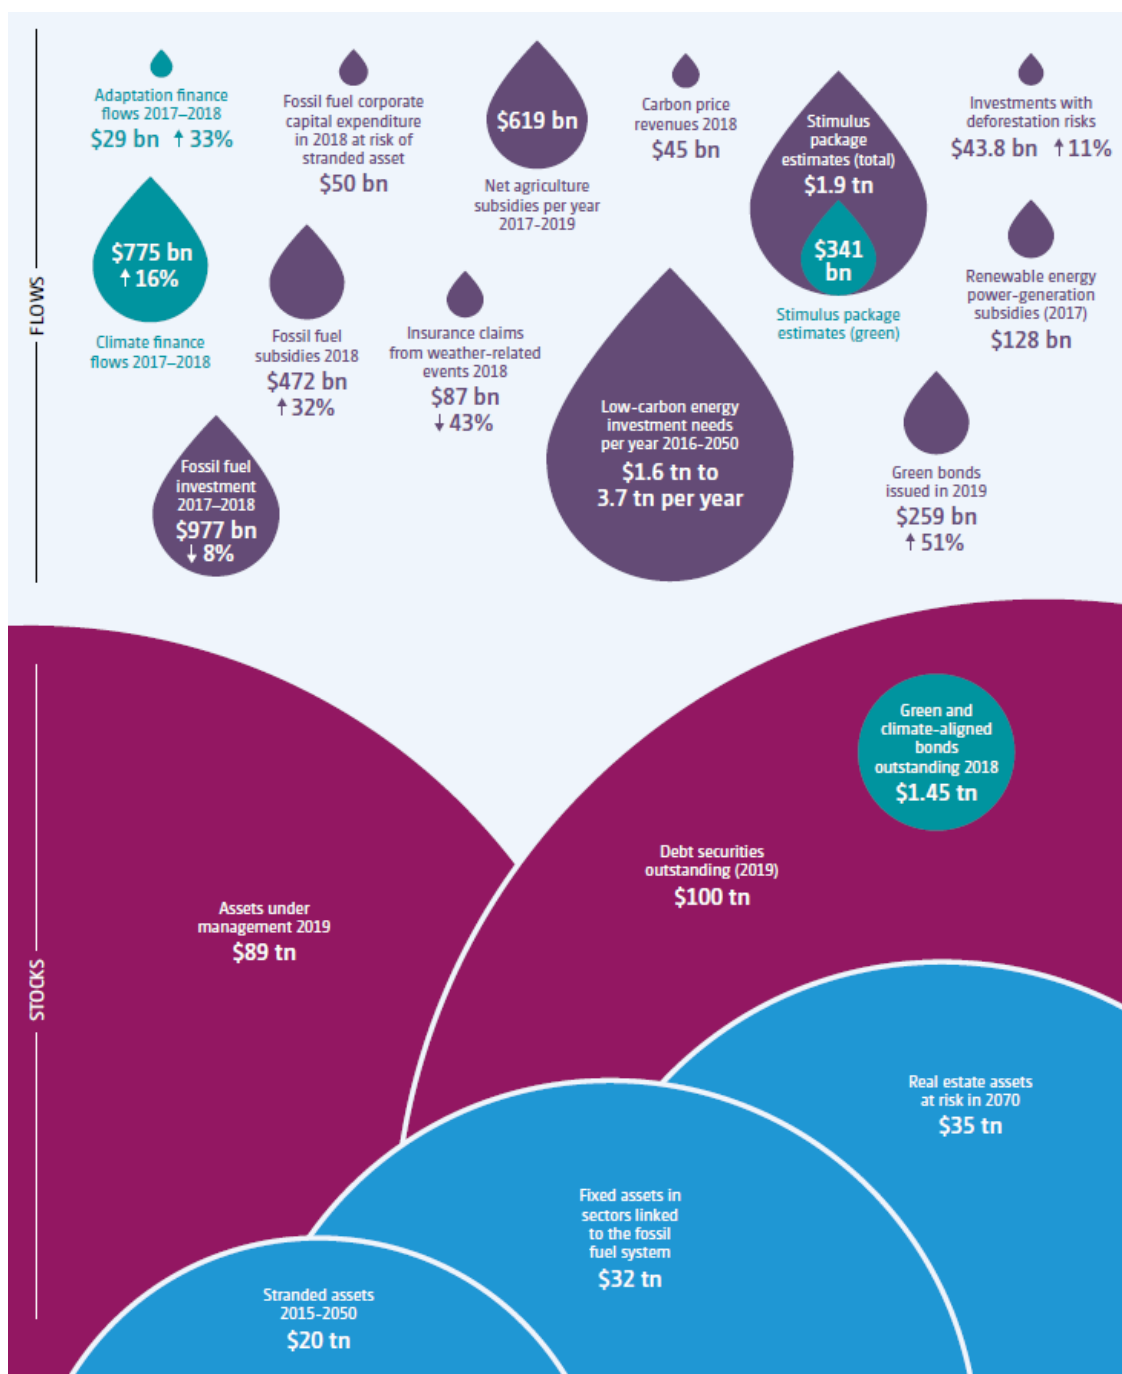 FLOWS
Adaptation finance
flows 2017–2018
$29 bn ↑ 33%
Fossil fuel corporate
capital expenditure
in 2018 at risk of
stranded asset
$50 bn
$619 bn
Net agriculture
subsidies per year
2017-2019
Carbon price
revenues 2018
$45 bn
Stimulus
package
estimates (total)
$1.9 tn
$341
bn
Stimulus package
estimates (green)
Investments with
deforestation risks
$43.8 bn ↑ 11%
$775 bn
↑ 16%
Climate finance
flows 2017–2018
Fossil fuel
subsidies 2018
$472 bn
↑ 32%
Insurance claims
from weather-related
events 2018
$87 bn
↓ 43%
Renewable energy
power-generation
subsidies (2017)
$128 bn
Low-carbon energy
investment needs
per year 2016-2050
$1.6 tn to
3.7 tn per year
Fossil fuel
investment
2017–2018
$977 bn
↓ 8%
Green bonds
issued in 2019
$259 bn
↑ 51%
STOCKS
Green and
climate-aligned
bonds
outstanding 2018
$1.45 tn
Debt securities
outstanding (2019)
$100 tn
Assets under
management 2019
$89 tn
Real estate assets
at risk in 2070
$35 tn
Fixed assets in
sectors linked
to the fossil
fuel system
$32 tn
Stranded assets
2015-2050
$20 tn